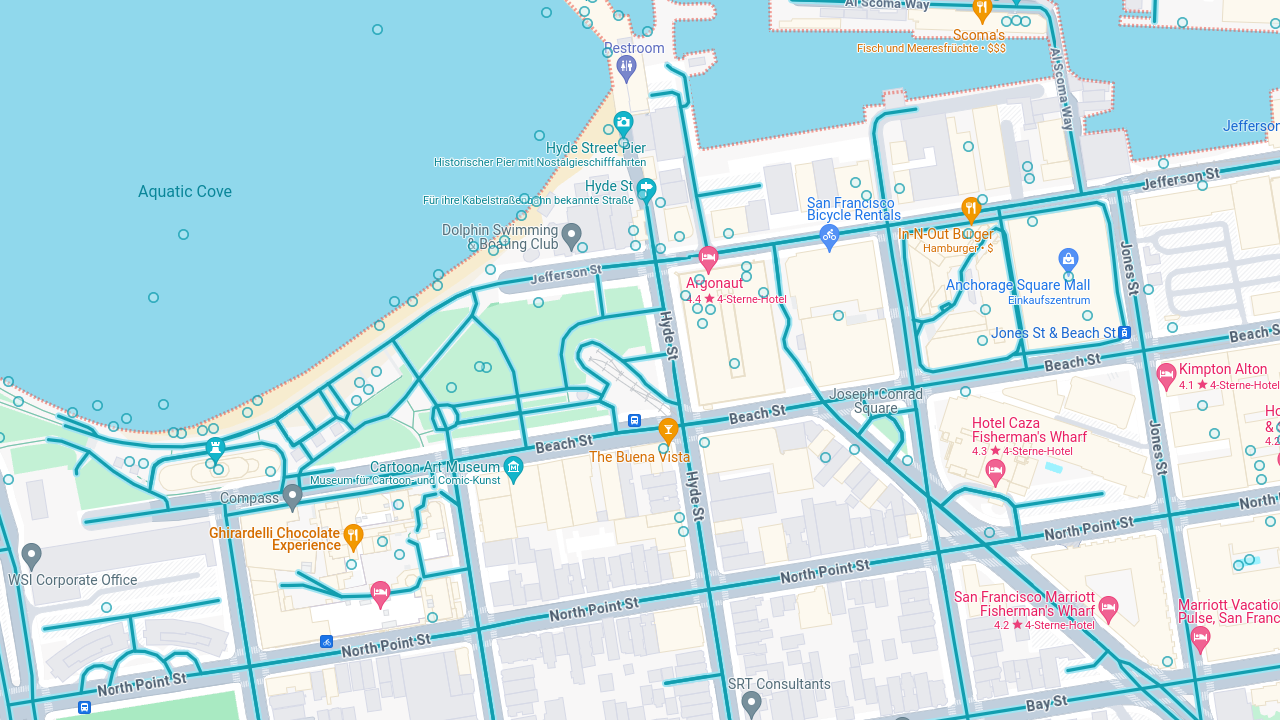 Al Scoma Way
Scoma's
Fisch und Meeresfrüchte • $$$
Restroom
Al Scoma Way
Jefferson
Hyde Street Pier
Historischer Pier mit Nostalgieschifffahrten
Jefferson St
Aquatic Cove
Hyde St
Für ihre Kabelstraßenbahn bekannte Straße
San Francisco
Bicycle Rentals
Dolphin Swimming
& Boating Club
In-N-Out Burger
Hamburger • $
Jefferson St
Jones St
Argonaut
4.4 ★ 4-Sterne-Hotel
Anchorage Square Mall
Einkaufszentrum
Hyde St
Jones St & Beach St
Beach St
Beach St
Kimpton Alton
4.1 ★ 4-Sterne-Hotel
Joseph Conrad
Square
Beach St
Beach St
Hotel Caza
Fisherman's Wharf
4.3 ★ 4-Sterne-Hotel
Jones St
The Buena Vista
Cartoon Art Museum
Museum für Cartoon- und Comic-Kunst
Compass
Hyde St
North
North Point St
Ghirardelli Chocolate
Experience
WSI Corporate Office
North Point St
North Point St
San Francisco Marriott
Fisherman's Wharf
4.2 ★ 4-Sterne-Hotel
Marriott Vacation
Pulse, San Franc
North Point St
North Point St
SRT Consultants
Bay St